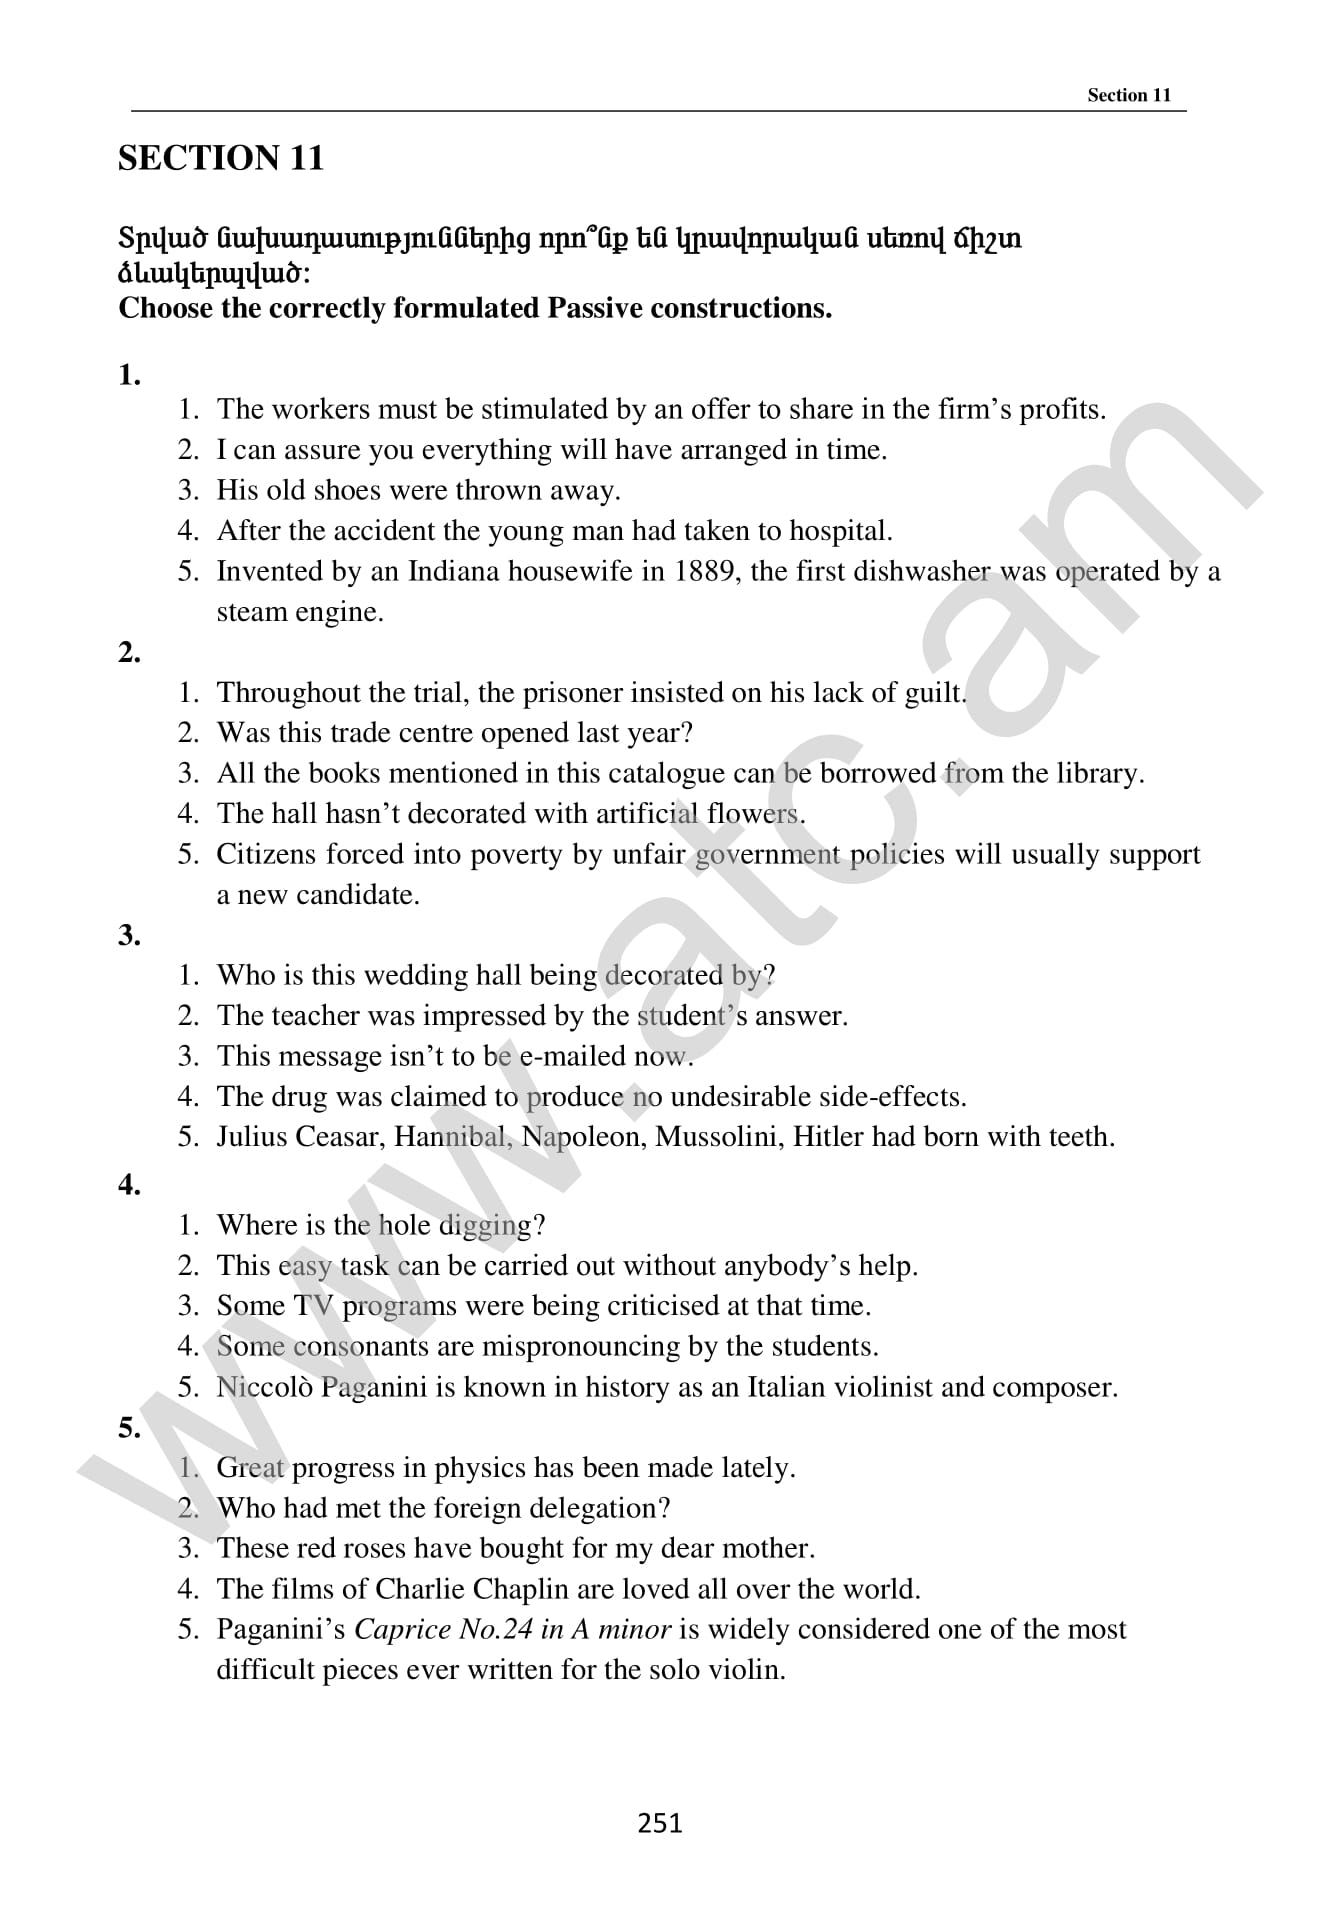 Section 11
SECTION 11
Տրված նախադասություններից որո՞նք են կրավորական սեռով ճիշտ
ձևակերպված:
Choose the correctly formulated Passive constructions.
1.
1. The workers must be stimulated by an offer to share in the firm’s profits.
2. I can assure you everything will have arranged in time.
3. His old shoes were thrown away.
4. After the accident the young man had taken to hospital.
5. Invented by an Indiana housewife in 1889, the first dishwasher was operated by a
steam engine.
2.
1. Throughout the trial, the prisoner insisted on his lack of guilt.
2. Was this trade centre opened last year?
3. All the books mentioned in this catalogue can be borrowed from the library.
4. The hall hasn’t decorated with artificial flowers.
5. Citizens forced into poverty by unfair government policies will usually support
a new candidate.
3.
1. Who is this wedding hall being decorated by?
2. The teacher was impressed by the student’s answer.
3. This message isn’t to be e-mailed now.
4. The drug was claimed to produce no undesirable side-effects.
5. Julius Ceasar, Hannibal, Napoleon, Mussolini, Hitler had born with teeth.
4.
1. Where is the hole digging?
2. This easy task can be carried out without anybody’s help.
3. Some TV programs were being criticised at that time.
4. Some consonants are mispronouncing by the students.
5. Niccolò Paganini is known in history as an Italian violinist and composer.
5.
1. Great progress in physics has been made lately.
2. Who had met the foreign delegation?
3. These red roses have bought for my dear mother.
4. The films of Charlie Chaplin are loved all over the world.
5. Paganini’s Caprice No.24 in A minor is widely considered one of the most
difficult pieces ever written for the solo violin.
251
www.atc.am